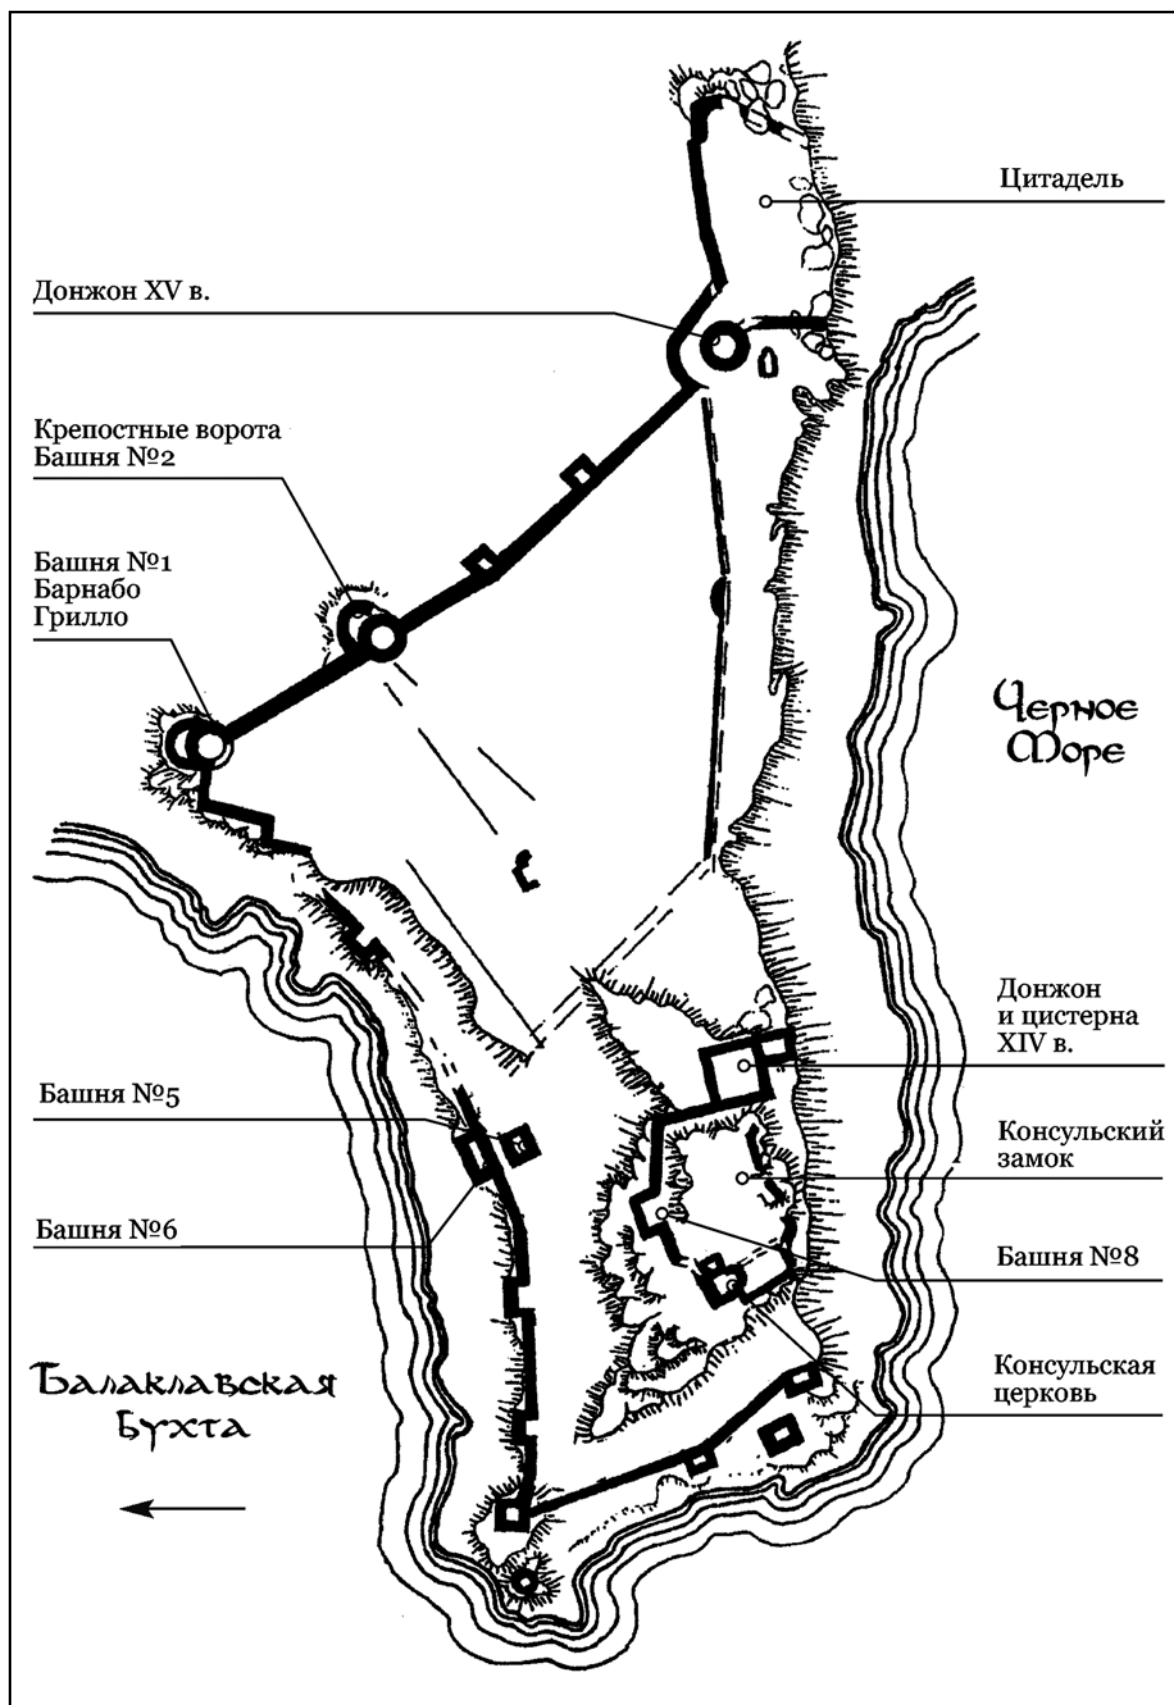 Цитадель
Донжон XV в.
Крепостные ворота
Башня №2
Башня №1
Барнабо
Грилло
Черное
Море
Донжон
и цистерна
XIV в.
Башня №5
Консульский
замок
Башня №6
Башня №8
Балаклавская
Бухта
Консульская
церковь